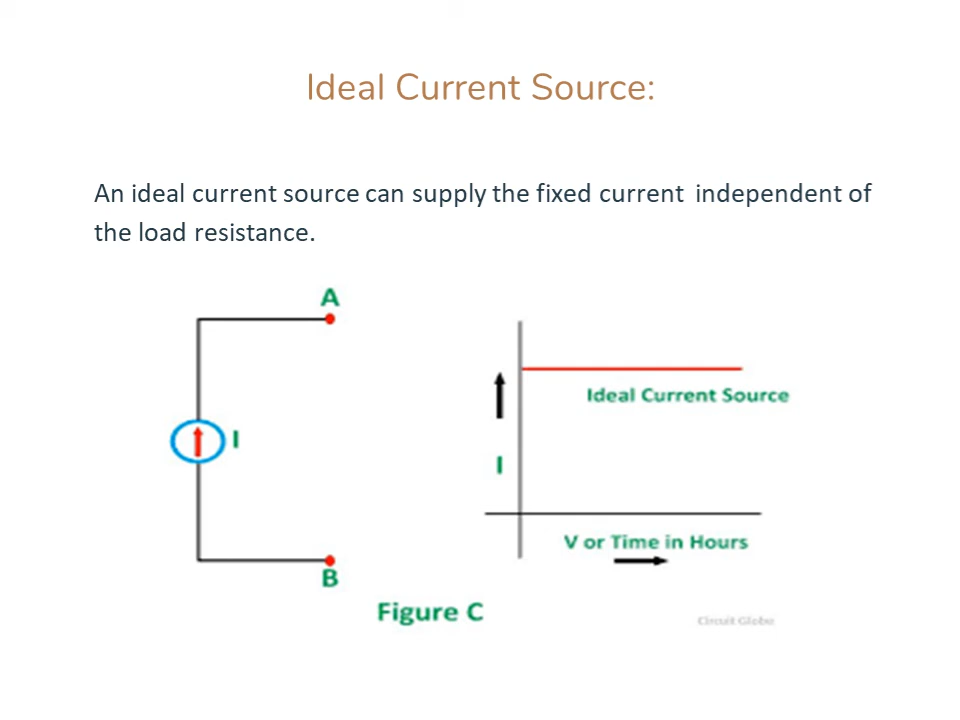 Ideal Current Source:
An ideal current source can supply the fixed current independent of
the load resistance.
A
I
B
I
Ideal Current Source
V or Time in Hours
Figure C
Circuit Globe